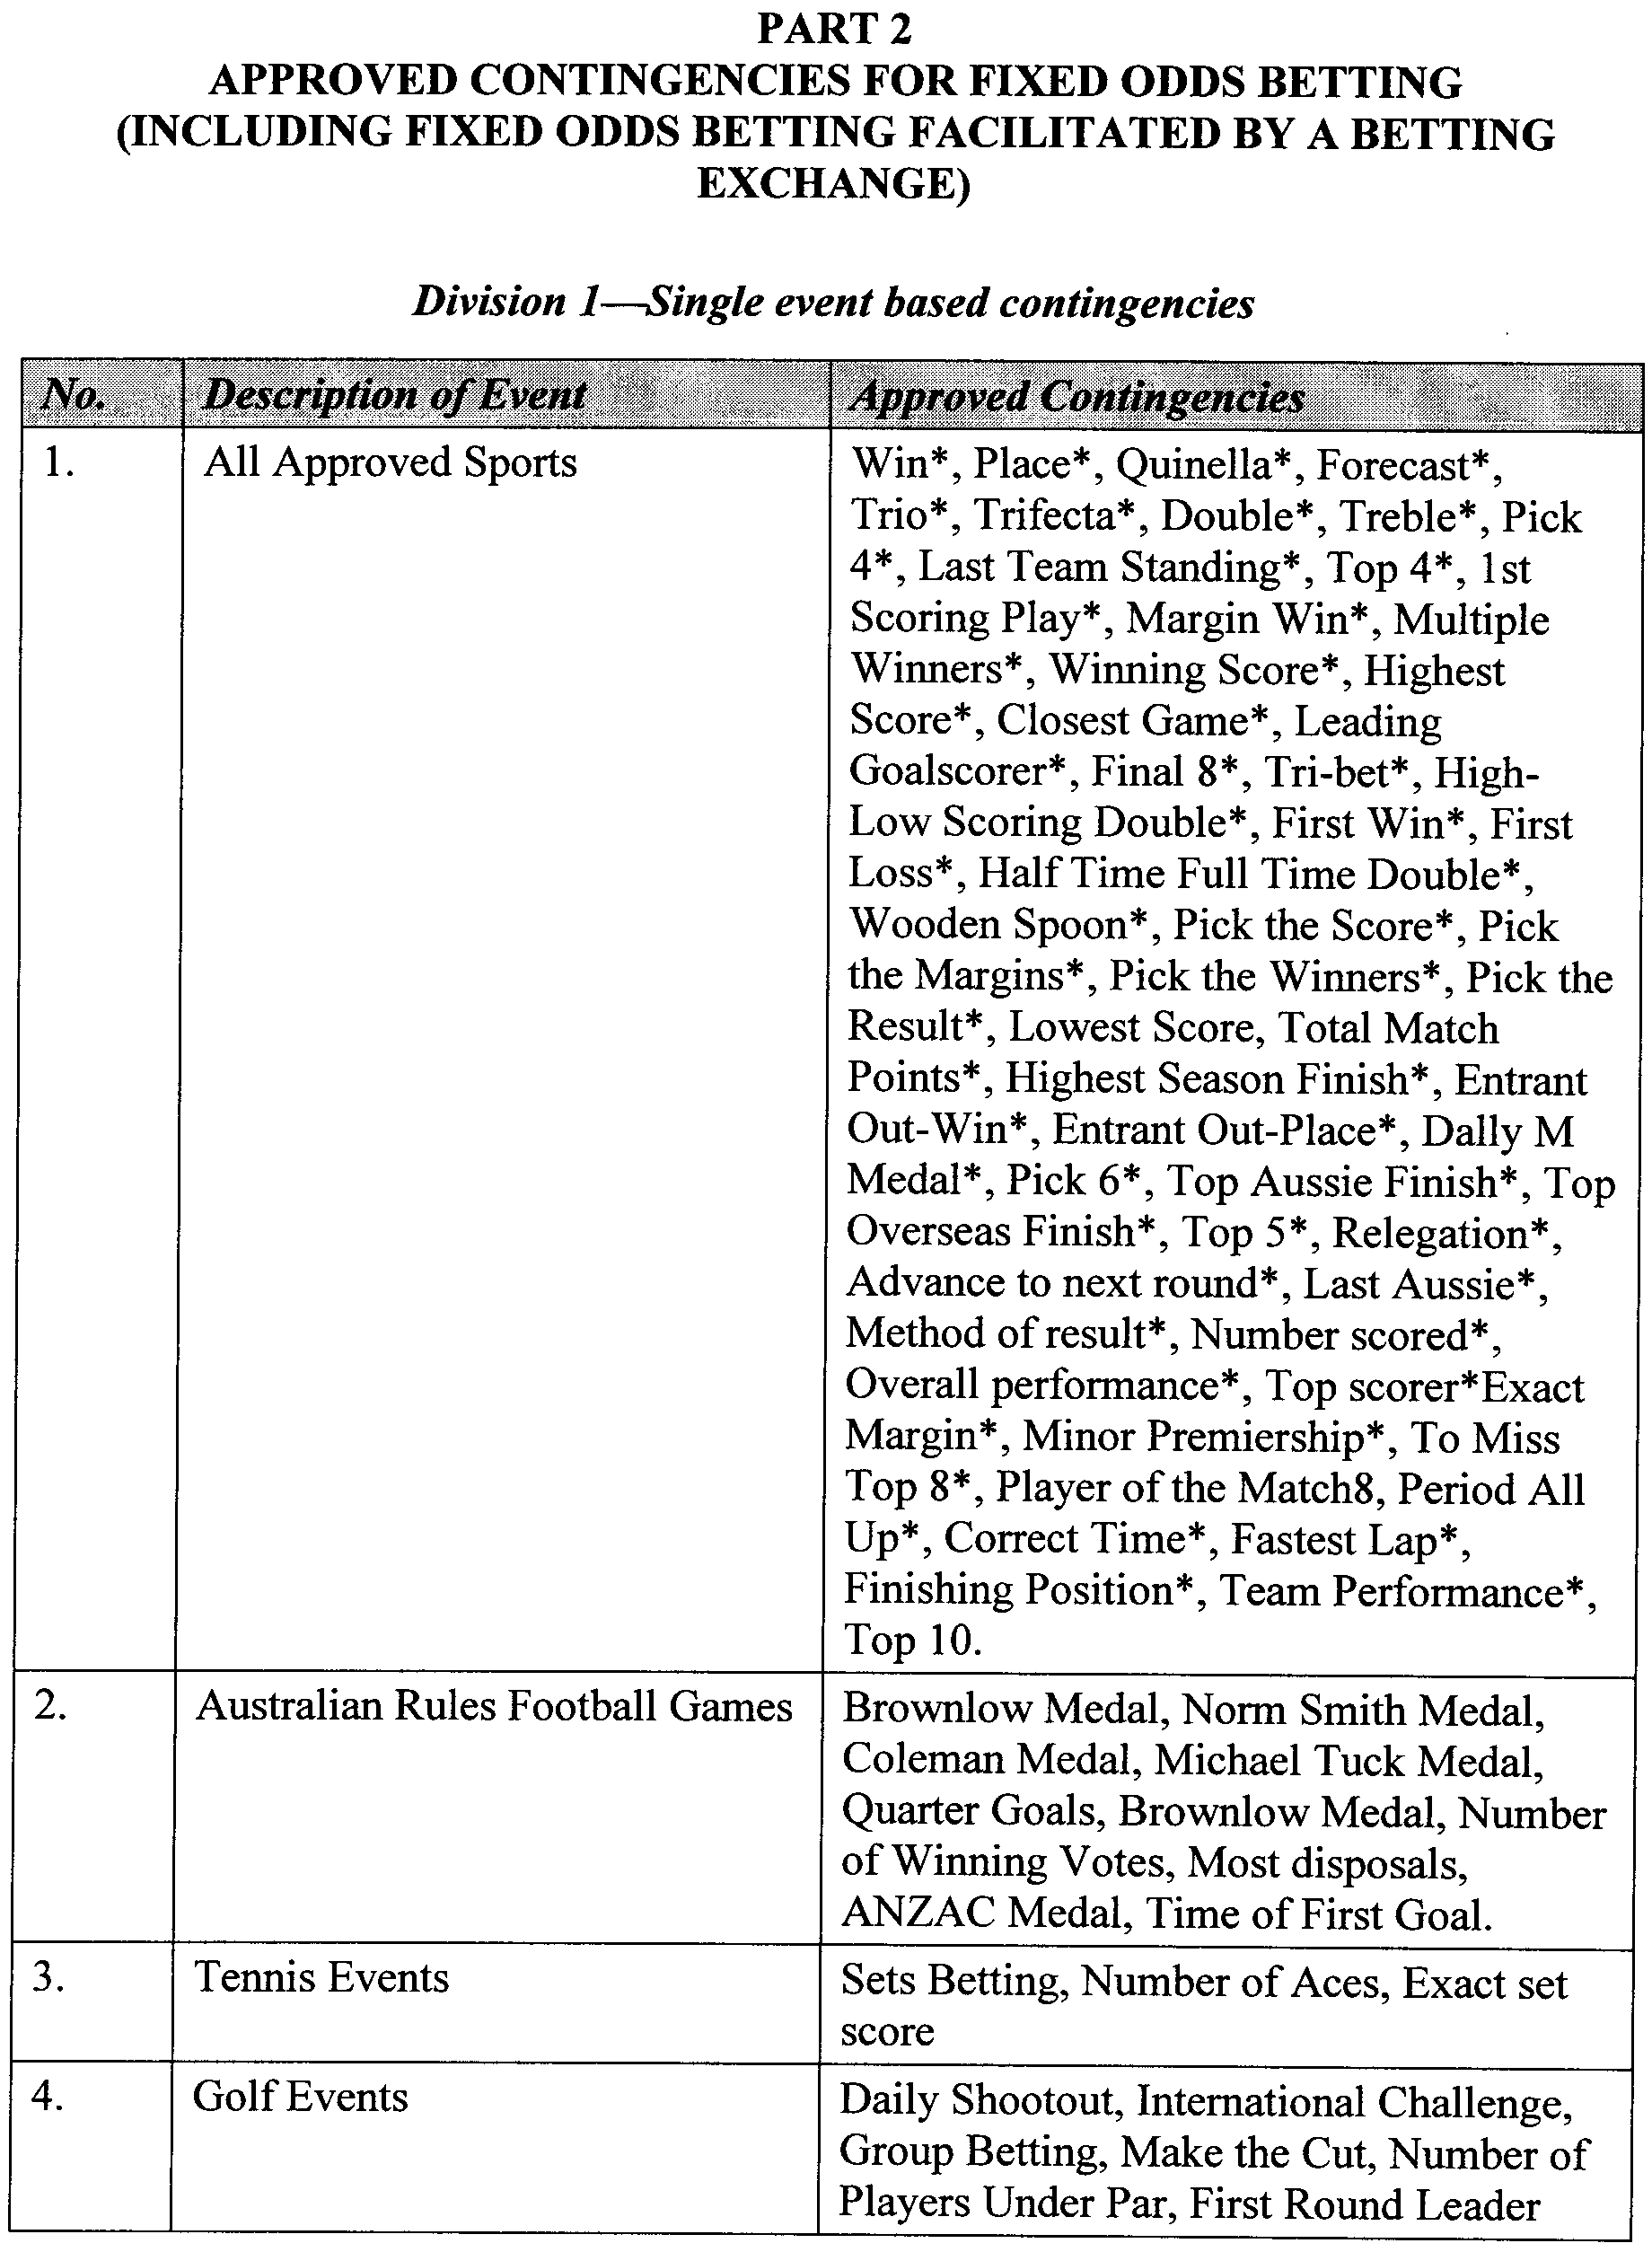 PART 2
APPROVED CONTINGENCIES FOR FIXED ODDS BETTING
(INCLUDING FIXED ODDS BETTING FACILITATED BY A BETTING
EXCHANGE)
Division 1—Single event based contingencies
No. Description of Event Approved Contingencies
1. All Approved Sports Win*, Place*, Quinella*, Forecast*,
Trio*, Trifecta*, Double*, Treble*, Pick
4*, Last Team Standing*, Top 4*, 1st
Scoring Play*, Margin Win*, Multiple
Winners*, Winning Score*, Highest
Score*, Closest Game*, Leading
Goalscorer*, Final 8*, Tri-bet*, High-
Low Scoring Double*, First Win*, First
Loss*, Half Time Full Time Double*,
Wooden Spoon*, Pick the Score*, Pick
the Margins*, Pick the Winners*, Pick the
Result*, Lowest Score, Total Match
Points*, Highest Season Finish*, Entrant
Out-Win*, Entrant Out-Place*, Dally M
Medal*, Pick 6*, Top Aussie Finish*, Top
Overseas Finish*, Top 5*, Relegation*,
Advance to next round*, Last Aussie*,
Method of result*, Number scored*,
Overall performance*, Top scorer*Exact
Margin*, Minor Premiership*, To Miss
Top 8*, Player of the Match8, Period All
Up*, Correct Time*, Fastest Lap*,
Finishing Position*, Team Performance*,
Top 10.
2. Australian Rules Football Games Brownlow Medal, Norm Smith Medal,
Coleman Medal, Michael Tuck Medal,
Quarter Goals, Brownlow Medal, Number
of Winning Votes, Most disposals,
ANZAC Medal, Time of First Goal.
3. Tennis Events Sets Betting, Number of Aces, Exact set
score
4. Golf Events Daily Shootout, International Challenge,
Group Betting, Make the Cut, Number of
Players Under Par, First Round Leader